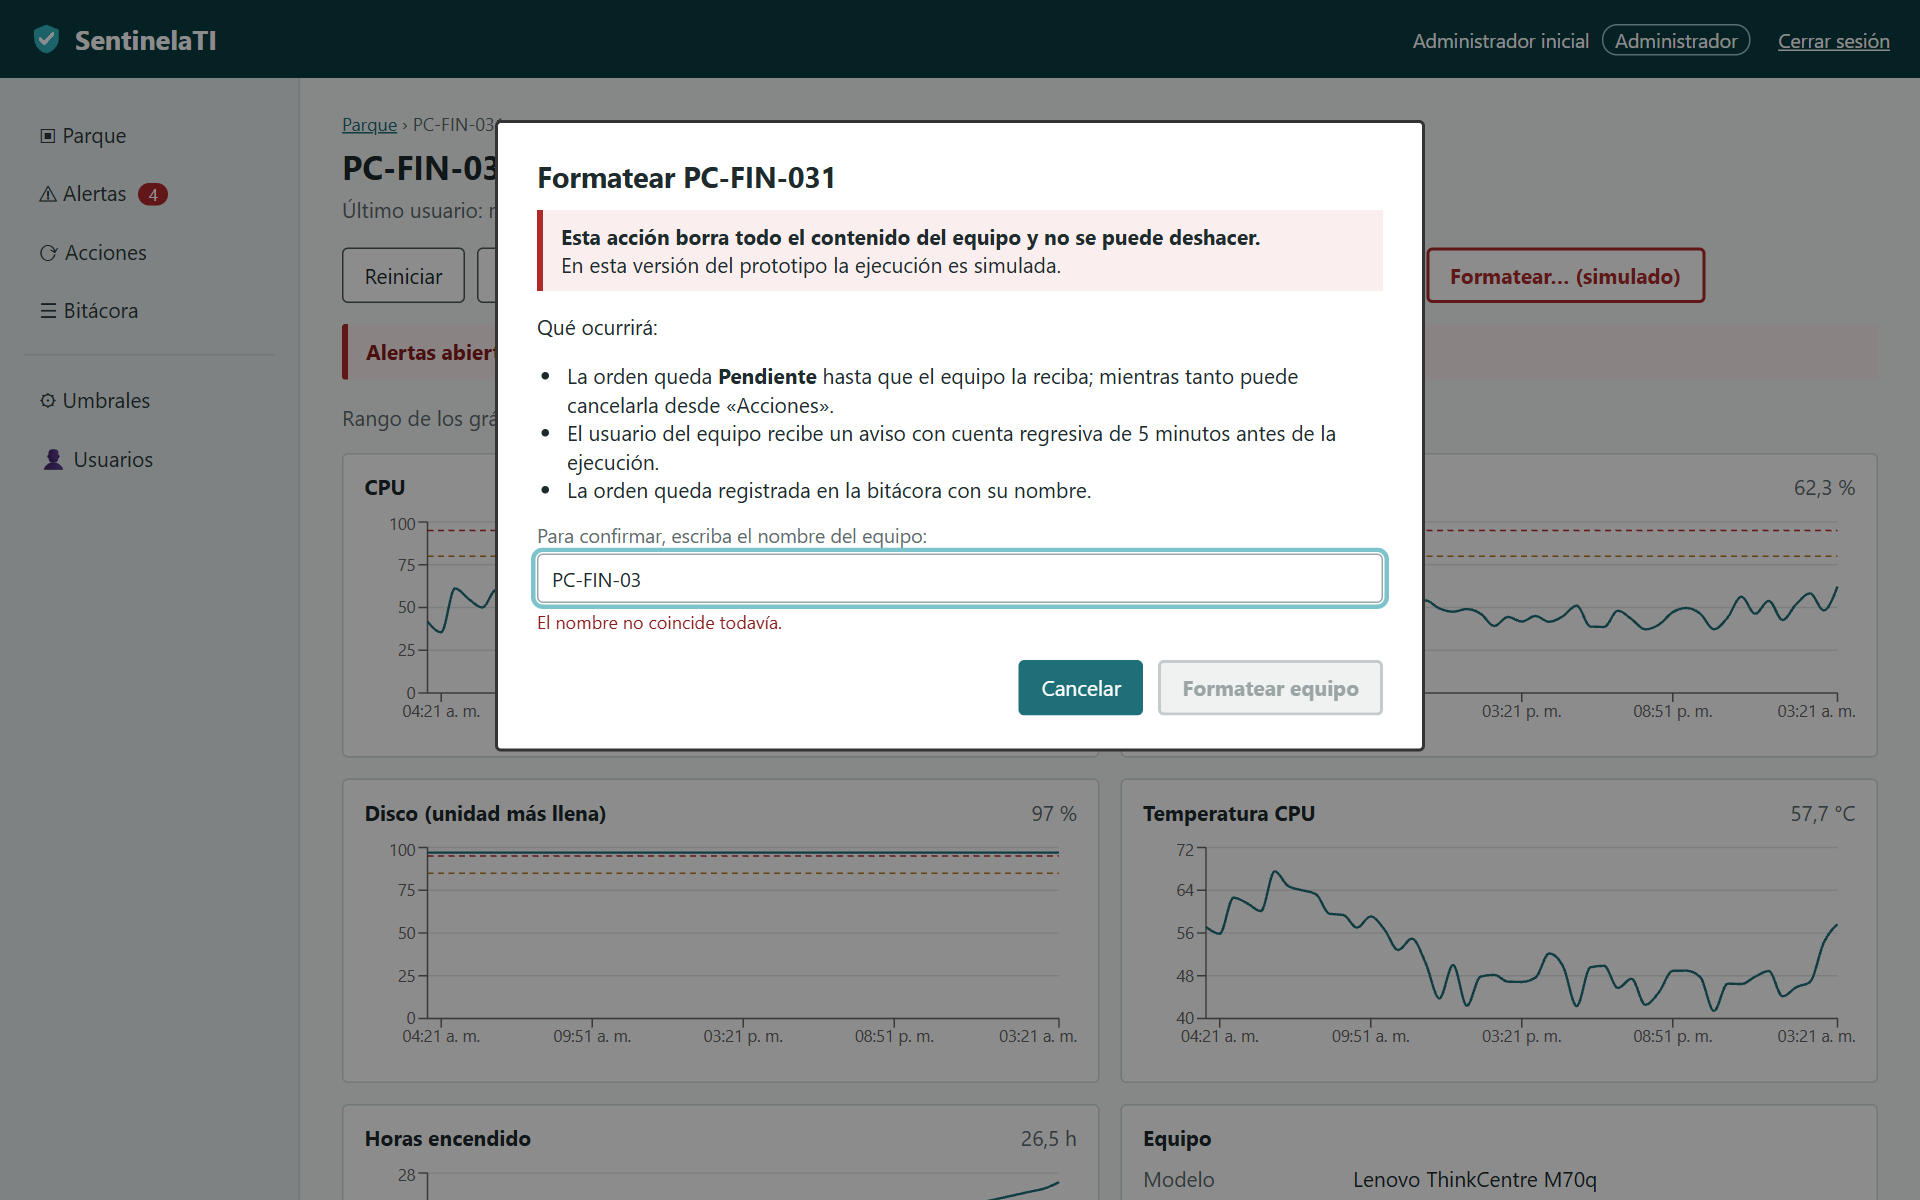 SentinelaTI
Administrador inicial
Administrador
Cerrar sesión
Parque
Alertas 4
Acciones
Bitácora
Umbrales
Usuarios
Parque › PC-FIN-03
PC-FIN-03
Último usuario:
Reiniciar
Formatear... (simulado)
Alertas abiert
Rango de los grá
Formatear PC-FIN-031
Esta acción borra todo el contenido del equipo y no se puede deshacer.
En esta versión del prototipo la ejecución es simulada.
Qué ocurrirá:
• La orden queda Pendiente hasta que el equipo la reciba; mientras tanto puede
cancelarla desde «Acciones».
• El usuario del equipo recibe un aviso con cuenta regresiva de 5 minutos antes de la
ejecución.
• La orden queda registrada en la bitácora con su nombre.
Para confirmar, escriba el nombre del equipo:
PC-FIN-03
El nombre no coincide todavía.
Cancelar
Formatear equipo
CPU
100
75
50
25
0
04:21 a. m.
62,3 %
03:21 p. m.
08:51 p. m.
03:21 a. m.
Disco (unidad más llena)
97 %
100
75
50
25
0
04:21 a. m.
09:51 a. m.
03:21 p. m.
08:51 p. m.
03:21 a. m.
Temperatura CPU
57,7 °C
72
64
56
48
40
04:21 a. m.
09:51 a. m.
03:21 p. m.
08:51 p. m.
03:21 a. m.
Horas encendido
26,5 h
28
Equipo
Modelo
Lenovo ThinkCentre M70q